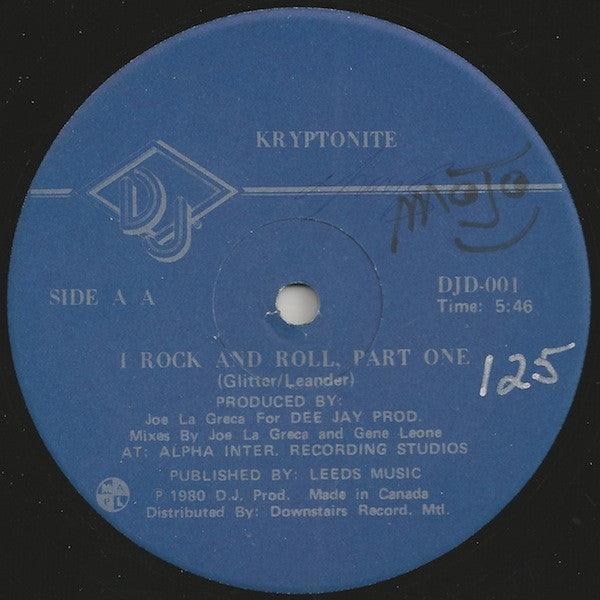 KRYPTONITE
DJ
moJo
SIDE A A
DJD-001
Time: 5:46
I ROCK AND ROLL, PART ONE
(Glitter/Leander)
125
PRODUCED BY:
Joe La Greca For DEE JAY PROD.
Mixes By Joe La Greca and Gene Leone
AT: ALPHA INTER. RECORDING STUDIOS
PUBLISHED BY: LEEDS MUSIC
MAPL
P 1980 D.J. Prod. Made in Canada
Distributed By: Downstairs Record. Mtl.